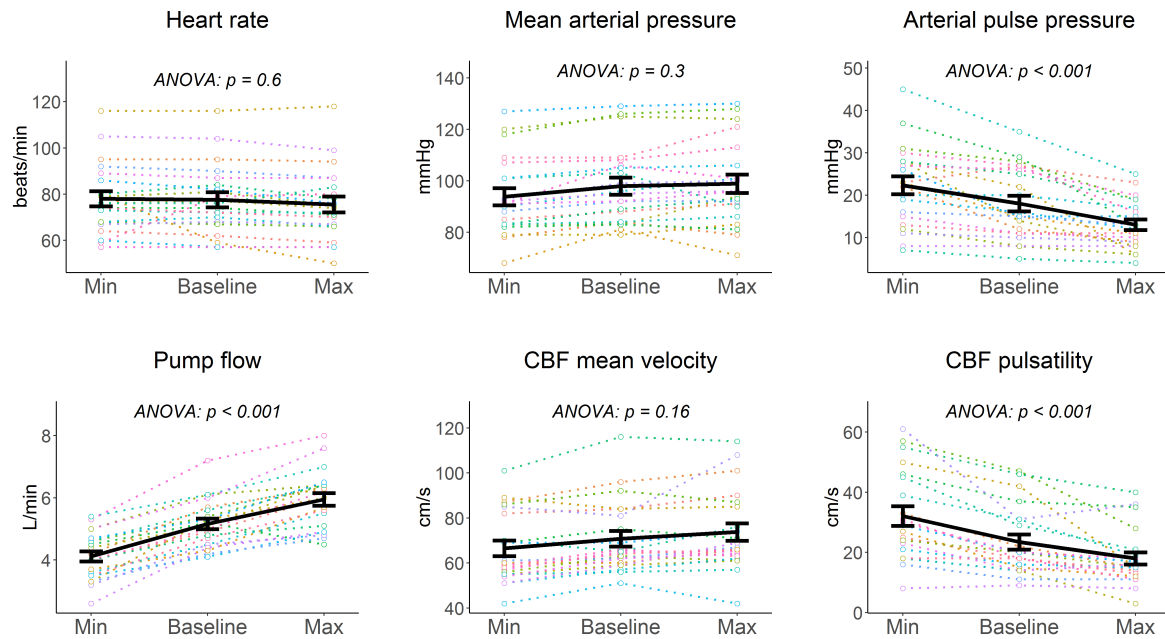 Heart rate
Mean arterial pressure
Arterial pulse pressure
ANOVA: p = 0.6
ANOVA: p = 0.3
ANOVA: p < 0.001
beats/min
120
100
80
60
mmHg
140
120
100
80
mmHg
50
40
30
20
10
Min Baseline Max
Min Baseline Max
Min Baseline Max
Pump flow
CBF mean velocity
CBF pulsatility
ANOVA: p < 0.001
ANOVA: p = 0.16
ANOVA: p < 0.001
L/min
8
6
4
cm/s
120
100
80
60
40
cm/s
60
40
20
0
Min Baseline Max
Min Baseline Max
Min Baseline Max